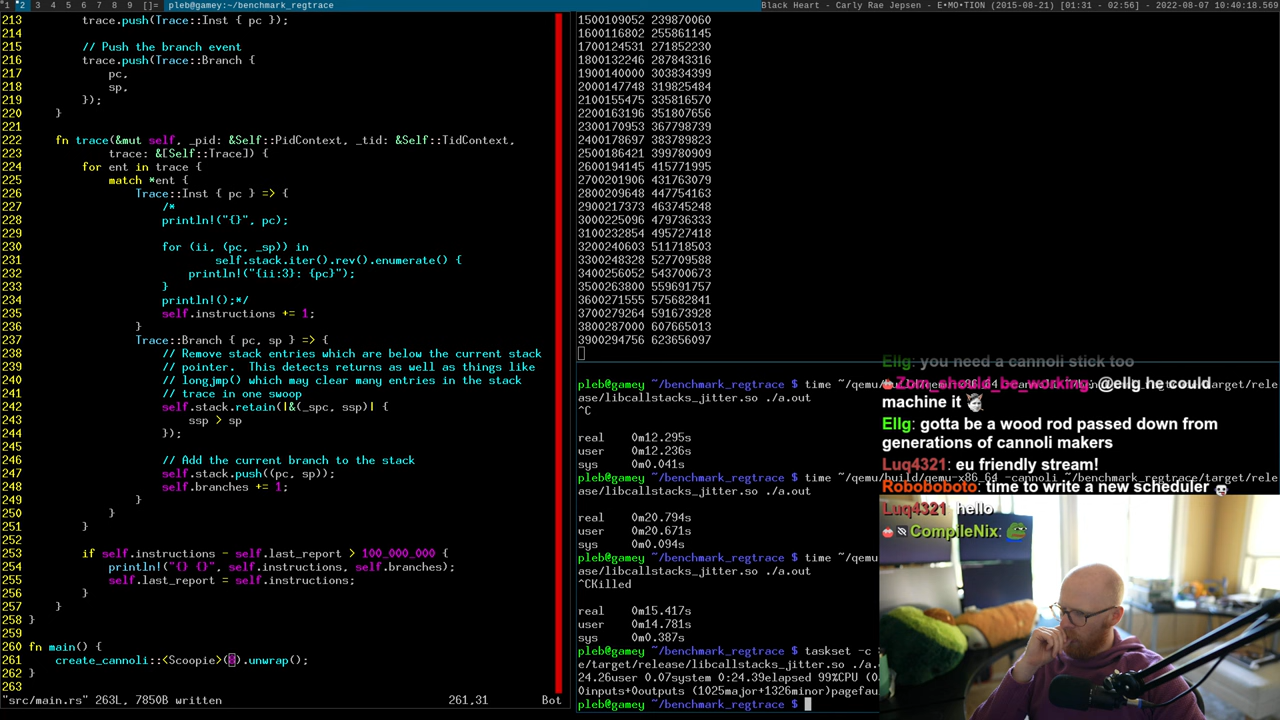 1 2 3 4 5 6 7 8 9 []= pleb@gamey:~/benchmark_regtrace
Black Heart - Carly Rae Jepsen - E•MO•TION (2015-08-21) [01:31 - 02:56] - 2022-08-07 10:40:18.569
213 trace.push(Trace::Inst { pc });
214
215 // Push the branch event
216 trace.push(Trace::Branch {
217 pc,
218 sp,
219 });
220 }
221
222 fn trace(&mut self, _pid: &Self::PidContext, _tid: &Self::TidContext,
223 trace: &[Self::Trace]) {
224 for ent in trace {
225 match *ent {
226 Trace::Inst { pc } => {
227 /*
228 println!("{}", pc);
229
230 for (ii, (pc, _sp)) in
231 self.stack.iter().rev().enumerate() {
232 println!("{ii:3}: {pc}");
233 }
234 println!();*/
235 self.instructions += 1;
236 }
237 Trace::Branch { pc, sp } => {
238 // Remove stack entries which are below the current stack
239 // pointer. This detects returns as well as things like
240 // longjmp() which may clear many entries in the stack
241 // trace in one swoop
242 self.stack.retain(|&(_spc, ssp)| {
243 ssp > sp
244 });
245
246 // Add the current branch to the stack
247 self.stack.push((pc, sp));
248 self.branches += 1;
249 }
250 }
251 }
252
253 if self.instructions - self.last_report > 100_000_000 {
254 println!("{} {}", self.instructions, self.branches);
255 self.last_report = self.instructions;
256 }
257 }
258 }
259
260 fn main() {
261 create_cannoli::<Scoopie>( ).unwrap();
262 }
263
"src/main.rs" 263L, 7850B written 261,31 Bot
1500109052 239870060
1600116802 255861145
1700124531 271852230
1800132246 287843316
1900140000 303834399
2000147748 319825484
2100155475 335816570
2200163196 351807656
2300170953 367798739
2400178697 383789823
2500186421 399780909
2600194145 415771995
2700201906 431763079
2800209648 447754163
2900217373 463745248
3000225096 479736333
3100232854 495727418
3200240603 511718503
3300248328 527709588
3400256052 543700673
3500263800 559691757
3600271555 575682841
3700279264 591673928
3800287000 607665013
3900294756 623656097
pleb@gamey ~/benchmark_regtrace $ time ~/qemu/build/qemu-x86_64 -cannoli ~/benchmark_regtrace/target/rele
ase/libcallstacks_jitter.so ./a.out
^C
real 0m12.295s
user 0m12.236s
sys 0m0.041s
pleb@gamey ~/benchmark_regtrace $ time ~/qemu/build/qemu-x86_64 -cannoli ~/benchmark_regtrace/target/rele
ase/libcallstacks_jitter.so ./a.out
real 0m20.794s
user 0m20.671s
sys 0m0.094s
pleb@gamey ~/benchmark_regtrace $ time ~/qemu
ase/libcallstacks_jitter.so ./a.out
^CKilled
real 0m15.417s
user 0m14.781s
sys 0m0.387s
pleb@gamey ~/benchmark_regtrace $ taskset -c
e/target/release/libcallstacks_jitter.so ./a.
24.26user 0.07system 0:24.39elapsed 99%CPU (0
0inputs+0outputs (1025major+1326minor)pagefau
pleb@gamey ~/benchmark_regtrace $
Ellg: you need a cannoli stick too
Zom_should_be_working: @ellg he could
machine it
Ellg: gotta be a wood rod passed down from
generations of cannoli makers
Luq4321: eu friendly stream!
Roboboboto: time to write a new scheduler
Luq4321: hello
CompileNix: